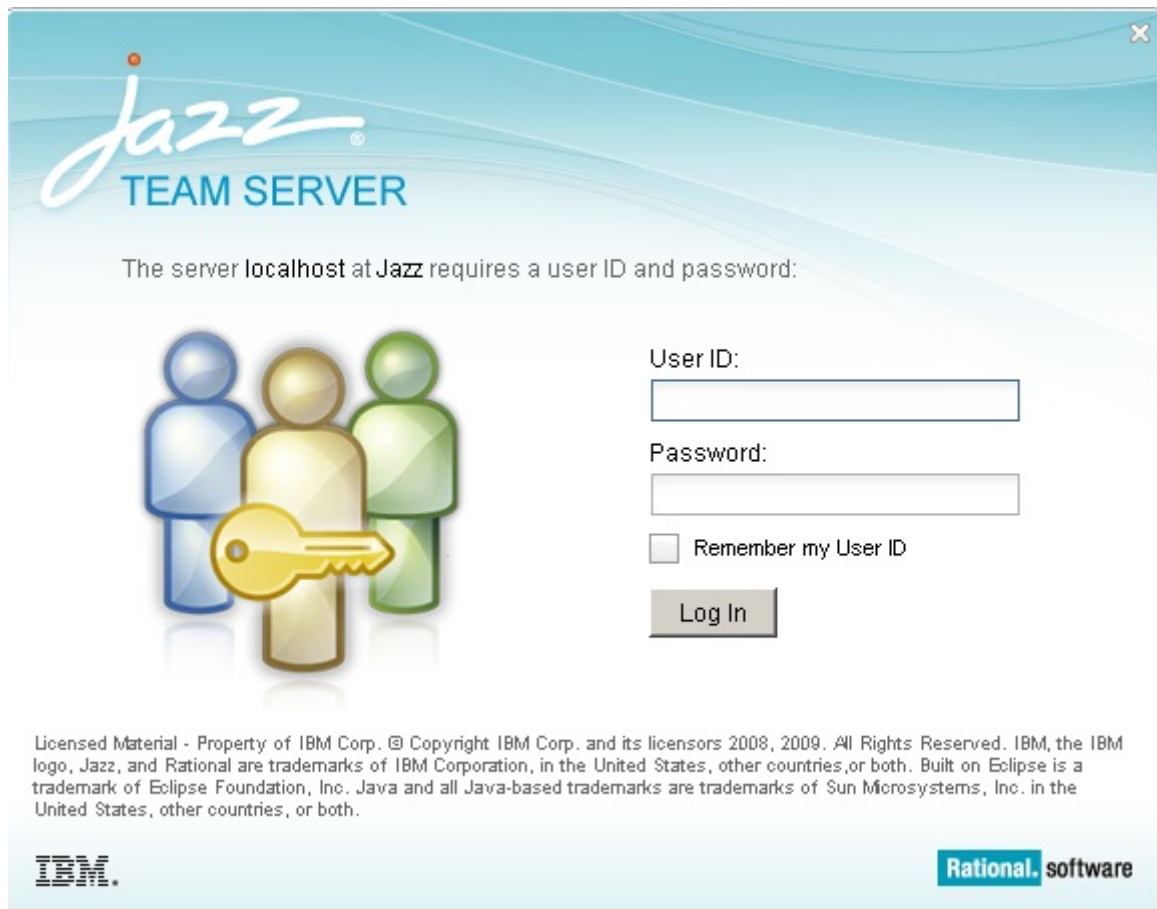 jazz®
TEAM SERVER
The server localhost at Jazz requires a user ID and password:
User ID:
Password:
Remember my User ID
Log In
Licensed Material - Property of IBM Corp. © Copyright IBM Corp. and its licensors 2008, 2009. All Rights Reserved. IBM, the IBM
logo, Jazz, and Rational are trademarks of IBM Corporation, in the United States, other countries,or both. Built on Eclipse is a
trademark of Eclipse Foundation, Inc. Java and all Java-based trademarks are trademarks of Sun Microsystems, Inc. in the
United States, other countries, or both.
IBM.
Rational. software